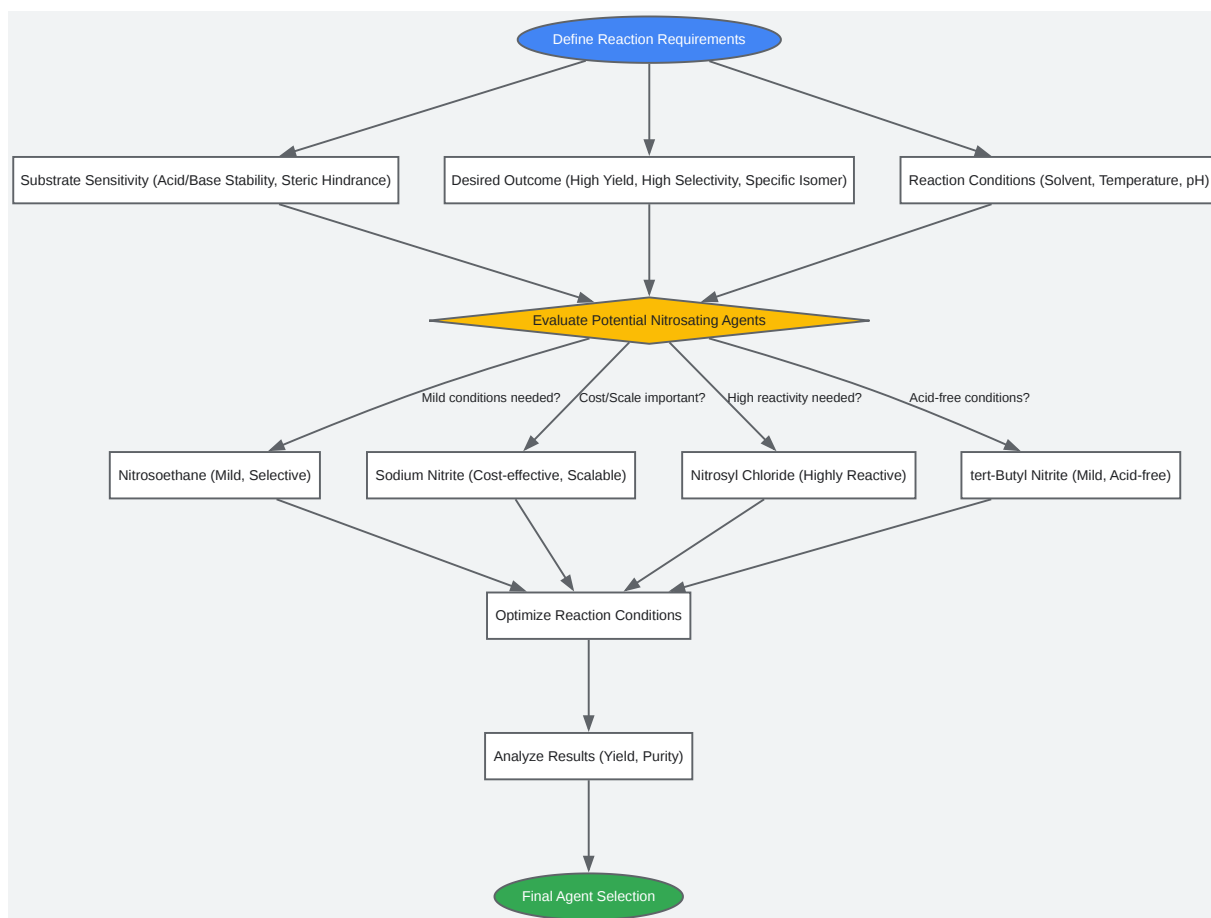 Define Reaction Requirements
Substrate Sensitivity (Acid/Base Stability, Steric Hindrance)
Desired Outcome (High Yield, High Selectivity, Specific Isomer)
Reaction Conditions (Solvent, Temperature, pH)
Evaluate Potential Nitrosating Agents
Mild conditions needed?
Cost/Scale important?
High reactivity needed?
Acid-free conditions?
Nitrosoethane (Mild, Selective)
Sodium Nitrite (Cost-effective, Scalable)
Nitrosyl Chloride (Highly Reactive)
tert-Butyl Nitrite (Mild, Acid-free)
Optimize Reaction Conditions
Analyze Results (Yield, Purity)
Final Agent Selection